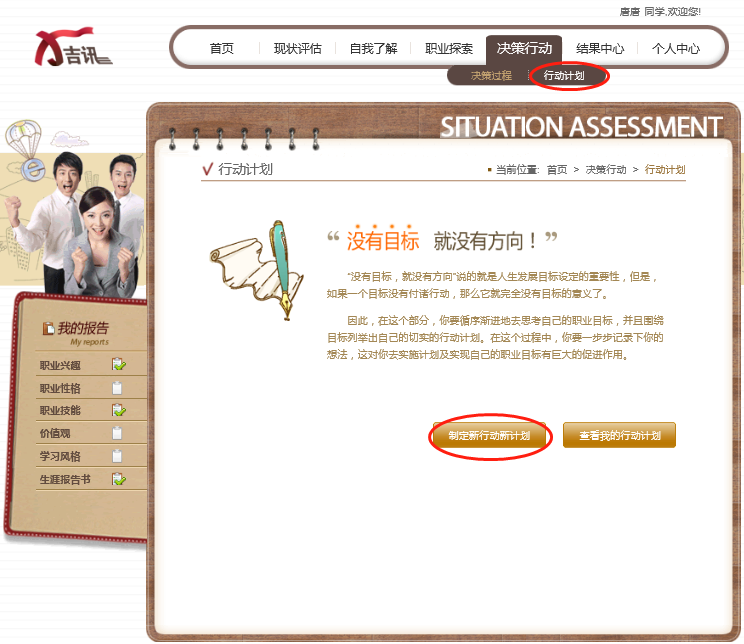 唐唐 同学,欢迎您!
吉讯
首页 现状评估 自我了解 职业探索 决策行动 结果中心 个人中心
决策过程 行动计划
SITUATION ASSESSMENT
行动计划
当前位置: 首页 > 决策行动 > 行动计划
“ 没有目标 就没有方向！ ”
“没有目标，就没有方向”说的就是人生发展目标设定的重要性，但是，
如果一个目标没有付诸行动，那么它就完全没有目标的意义了。
因此，在这个部分，你要循序渐进地去思考自己的职业目标，并且围绕
目标列举出自己的切实的行动计划。在这个过程中，你要一步步记录下你的
想法，这对你去实施计划及实现自己的职业目标有巨大的促进作用。
制定新行动新计划 查看我的行动计划
我的报告
My reports
职业兴趣
职业性格
职业技能
价值观
学习风格
生涯报告书